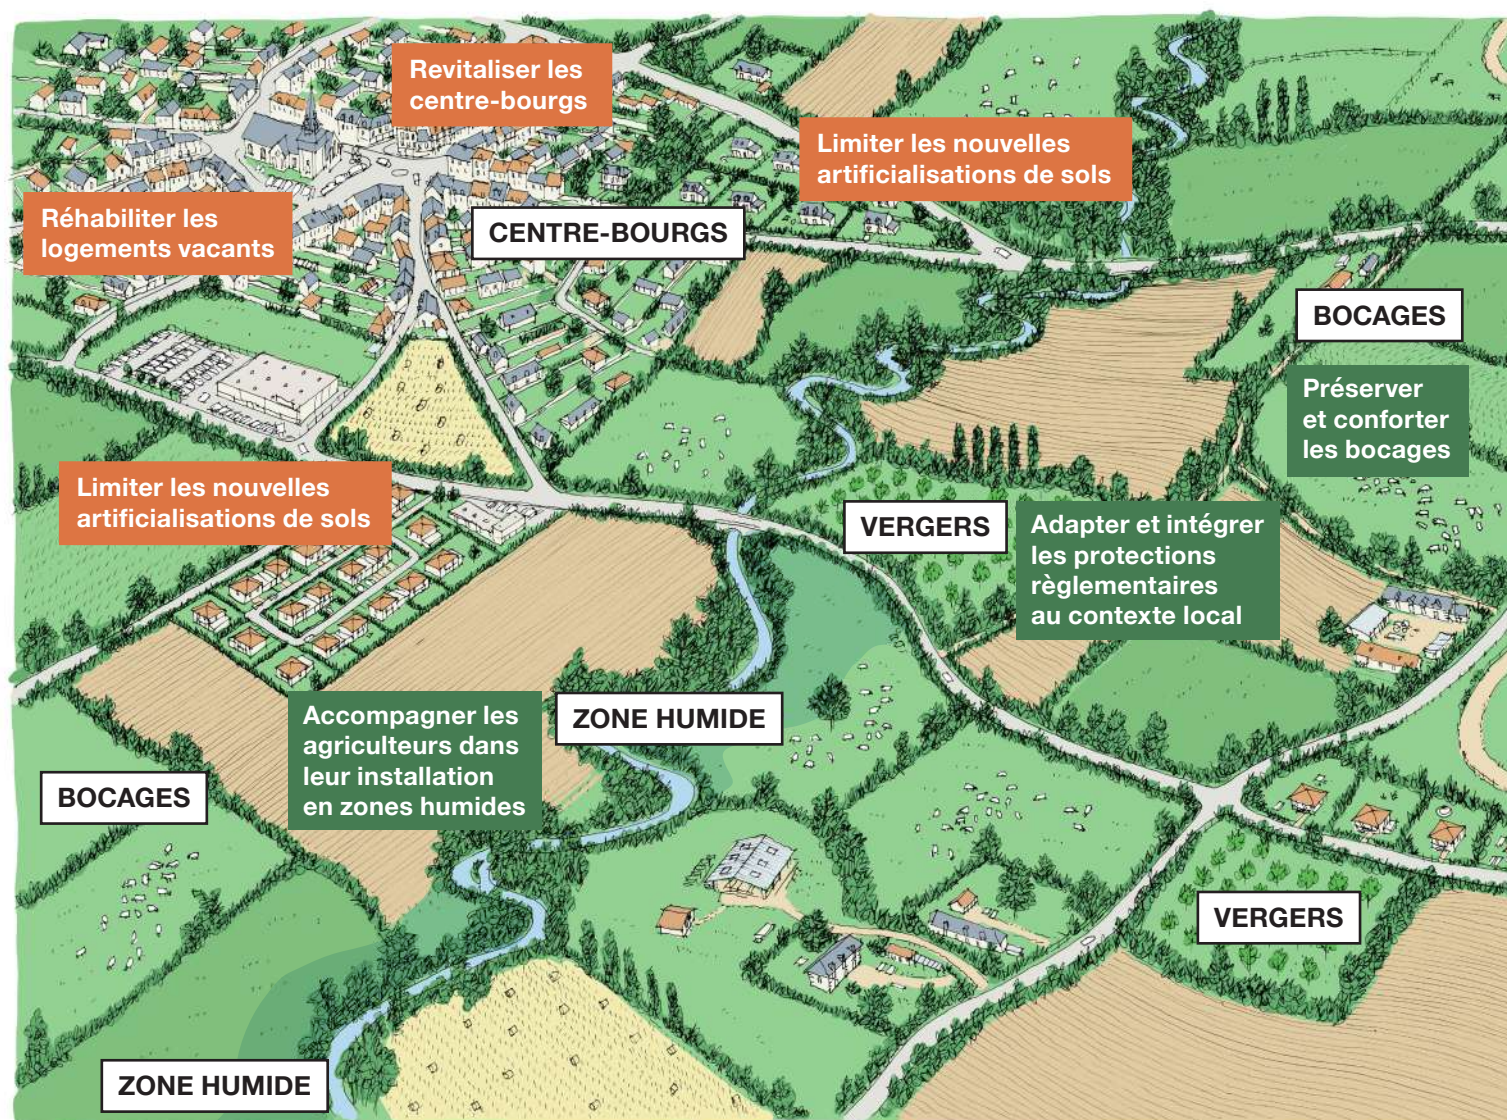 Revitaliser les
centre-bourgs
Limiter les nouvelles
artificialisations de sols
Réhabiliter les
logements vacants
CENTRE-BOURGS
BOCAGES
Préserver
et conforter
les bocages
Limiter les nouvelles
artificialisations de sols
VERGERS
Adapter et intégrer
les protections
règlementaires
au contexte local
Accompagner les
agriculteurs dans
leur installation
en zones humides
ZONE HUMIDE
BOCAGES
VERGERS
ZONE HUMIDE